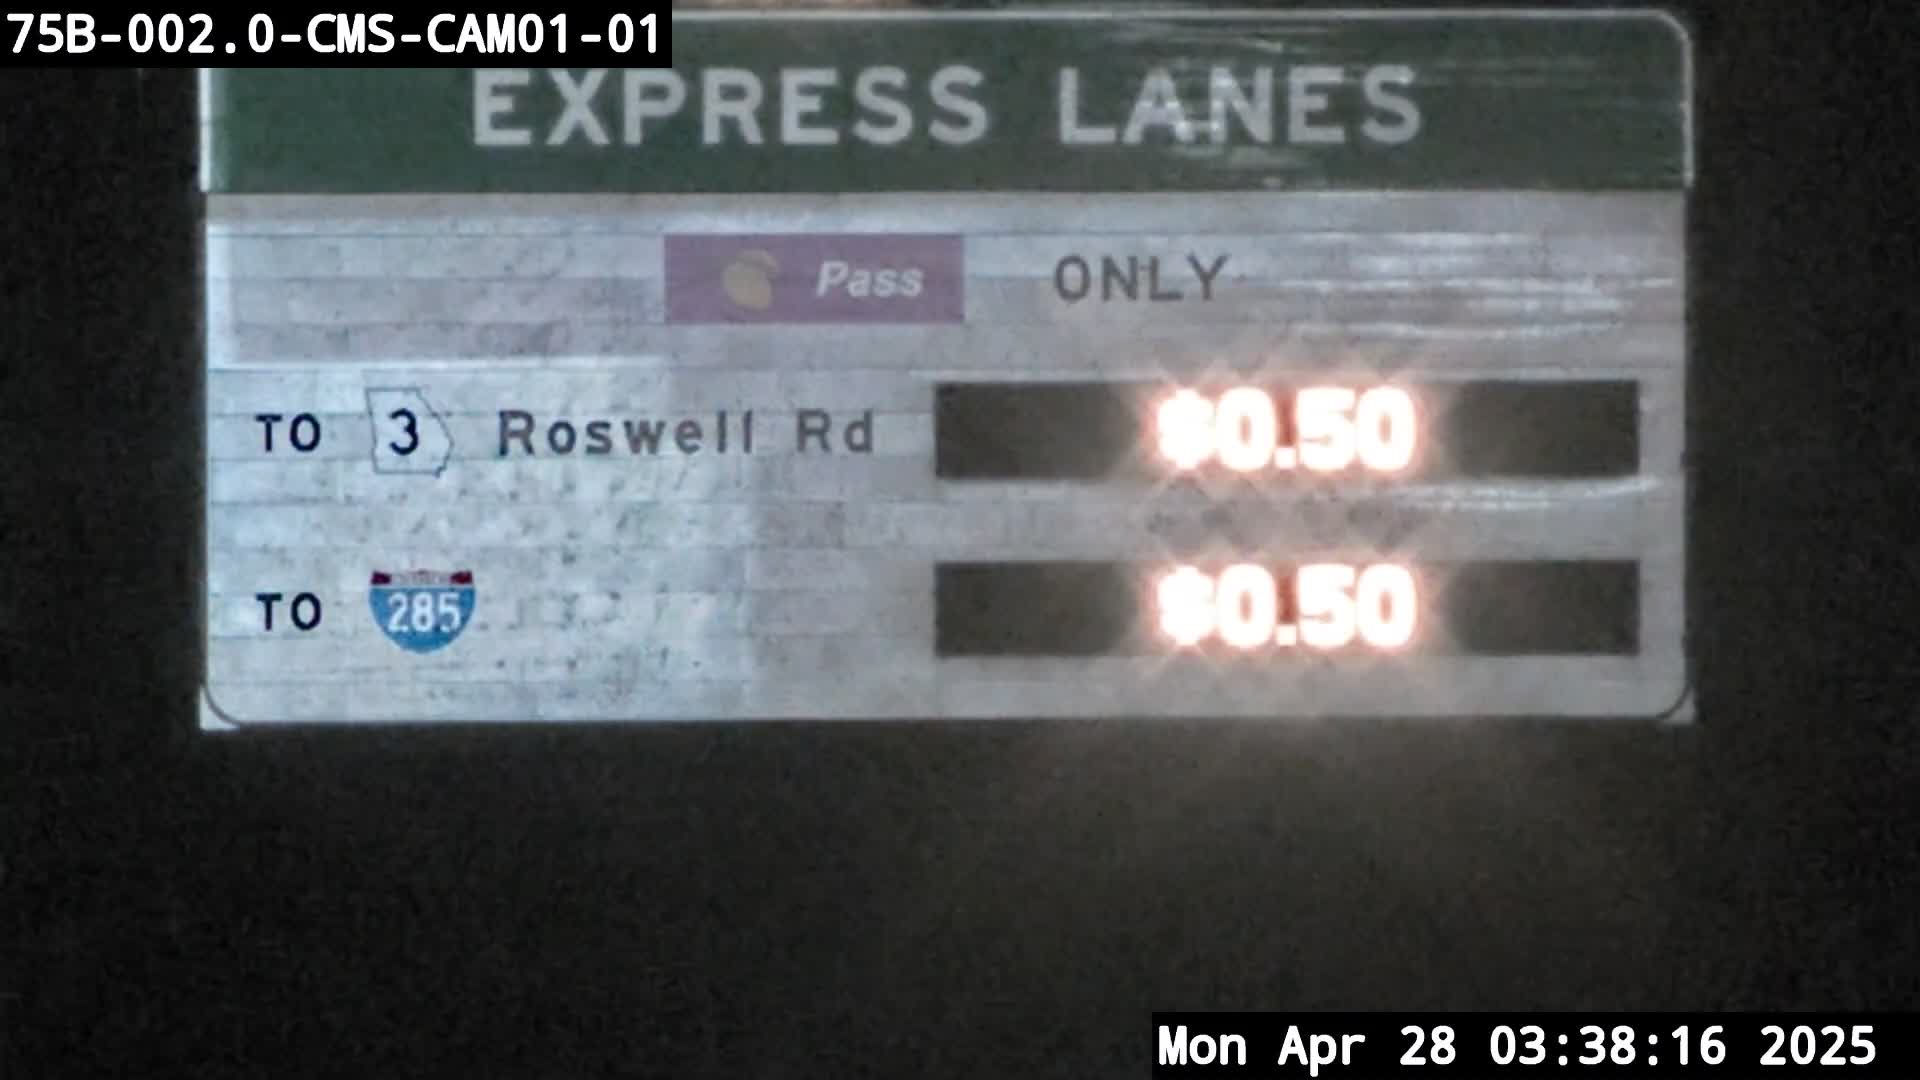 75B-002.0-CMS-CAM01-01
EXPRESS LANES
Pass ONLY
TO 3 Roswell Rd $0.50
TO 285 $0.50
Mon Apr 28 03:38:16 2025